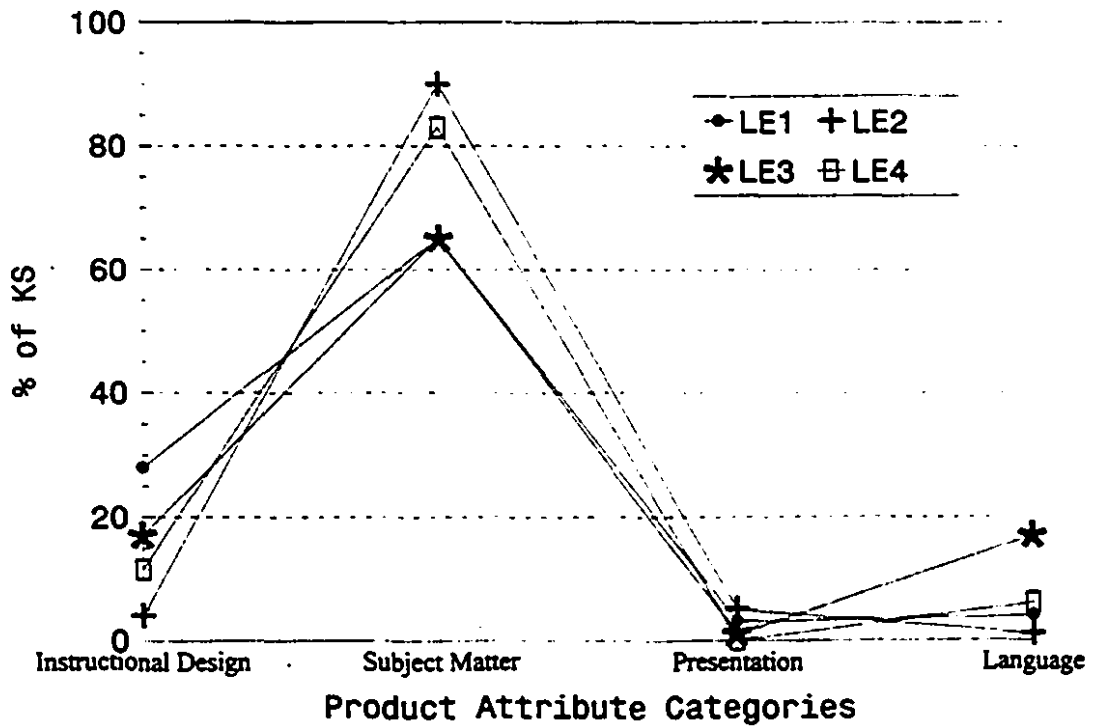 100
80
60
40
20
0
% of KS
LE1 LE2
LE3 LE4
Instructional Design Subject Matter Presentation Language
Product Attribute Categories